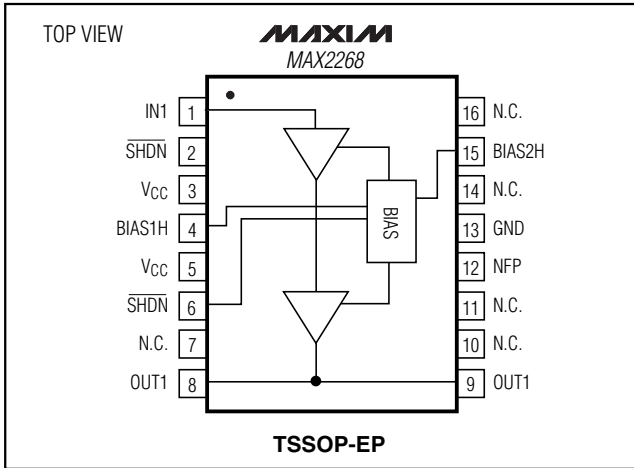 TOP VIEW
MAXIM
MAX2268
IN1 1
SHDN 2
VCC 3
BIAS1H 4
VCC 5
SHDN 6
N.C. 7
OUT1 8
16 N.C.
15 BIAS2H
14 N.C.
13 GND
12 NFP
11 N.C.
10 N.C.
9 OUT1
BIAS
TSSOP-EP